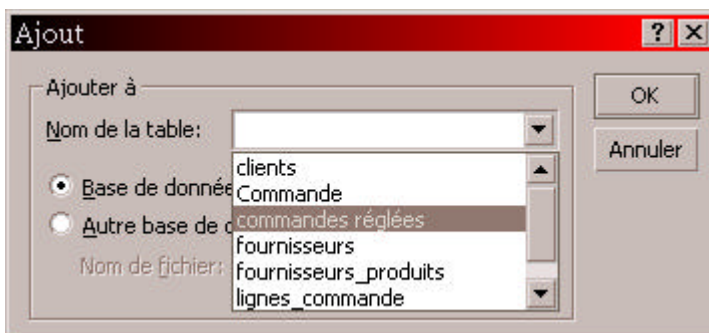 Ajout
Ajouter à
OK
Nom de la table:
Annuler
clients
Base de donnée
Commande
Autre base de
commandes réglées
fournisseurs
Nom de fichier:
fournisseurs_produits
lignes_commande